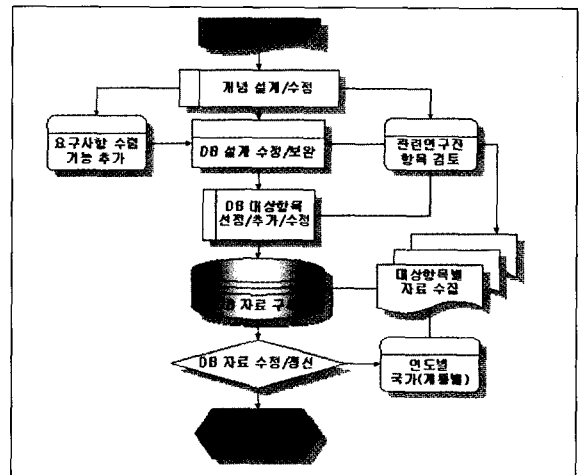 개념 설계/수정
요구사항 수렴
기능 추가
DB 설계 수정/보완
관련연구진
항목 검토
DB 대상항목
선정/추가/수정
대상항목별
자료 수집
자료 구
DB 자료 수정/갱신
연도별
국가(계통별)